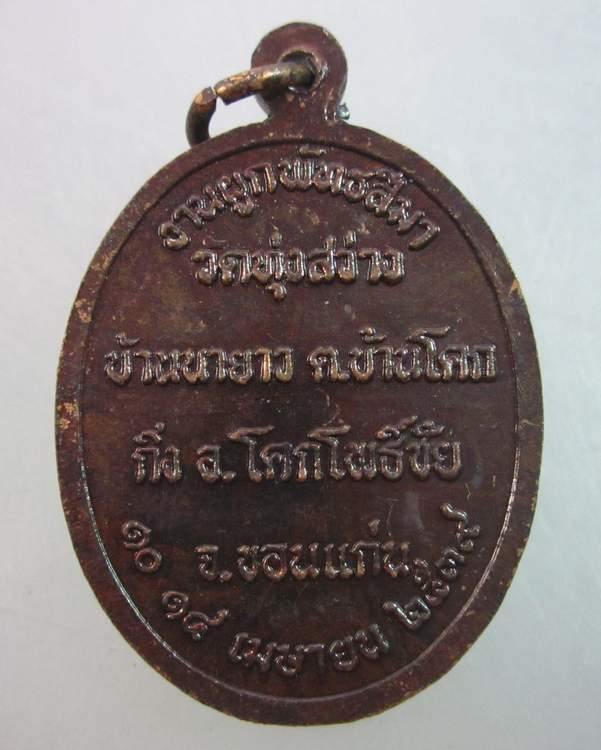 งานผูกพัทธสีมา
วัดทุ่งสว่าง
บ้านนายาว ต.บ้านโคก
กิ่ง อ.โคกโพธิ์ชัย
จ.ขอนแก่น
๑๐ ๑๔ เมษายน ๒๕๓๙